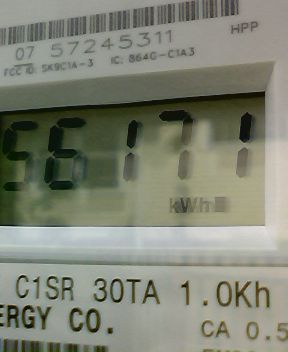 07 57245311 HPP
FCC ID: SK9C1A-3 IC: 864G-C1A3
56171
kWh
C1SR 30TA 1.0Kh
ERGY CO.
CA 0.5